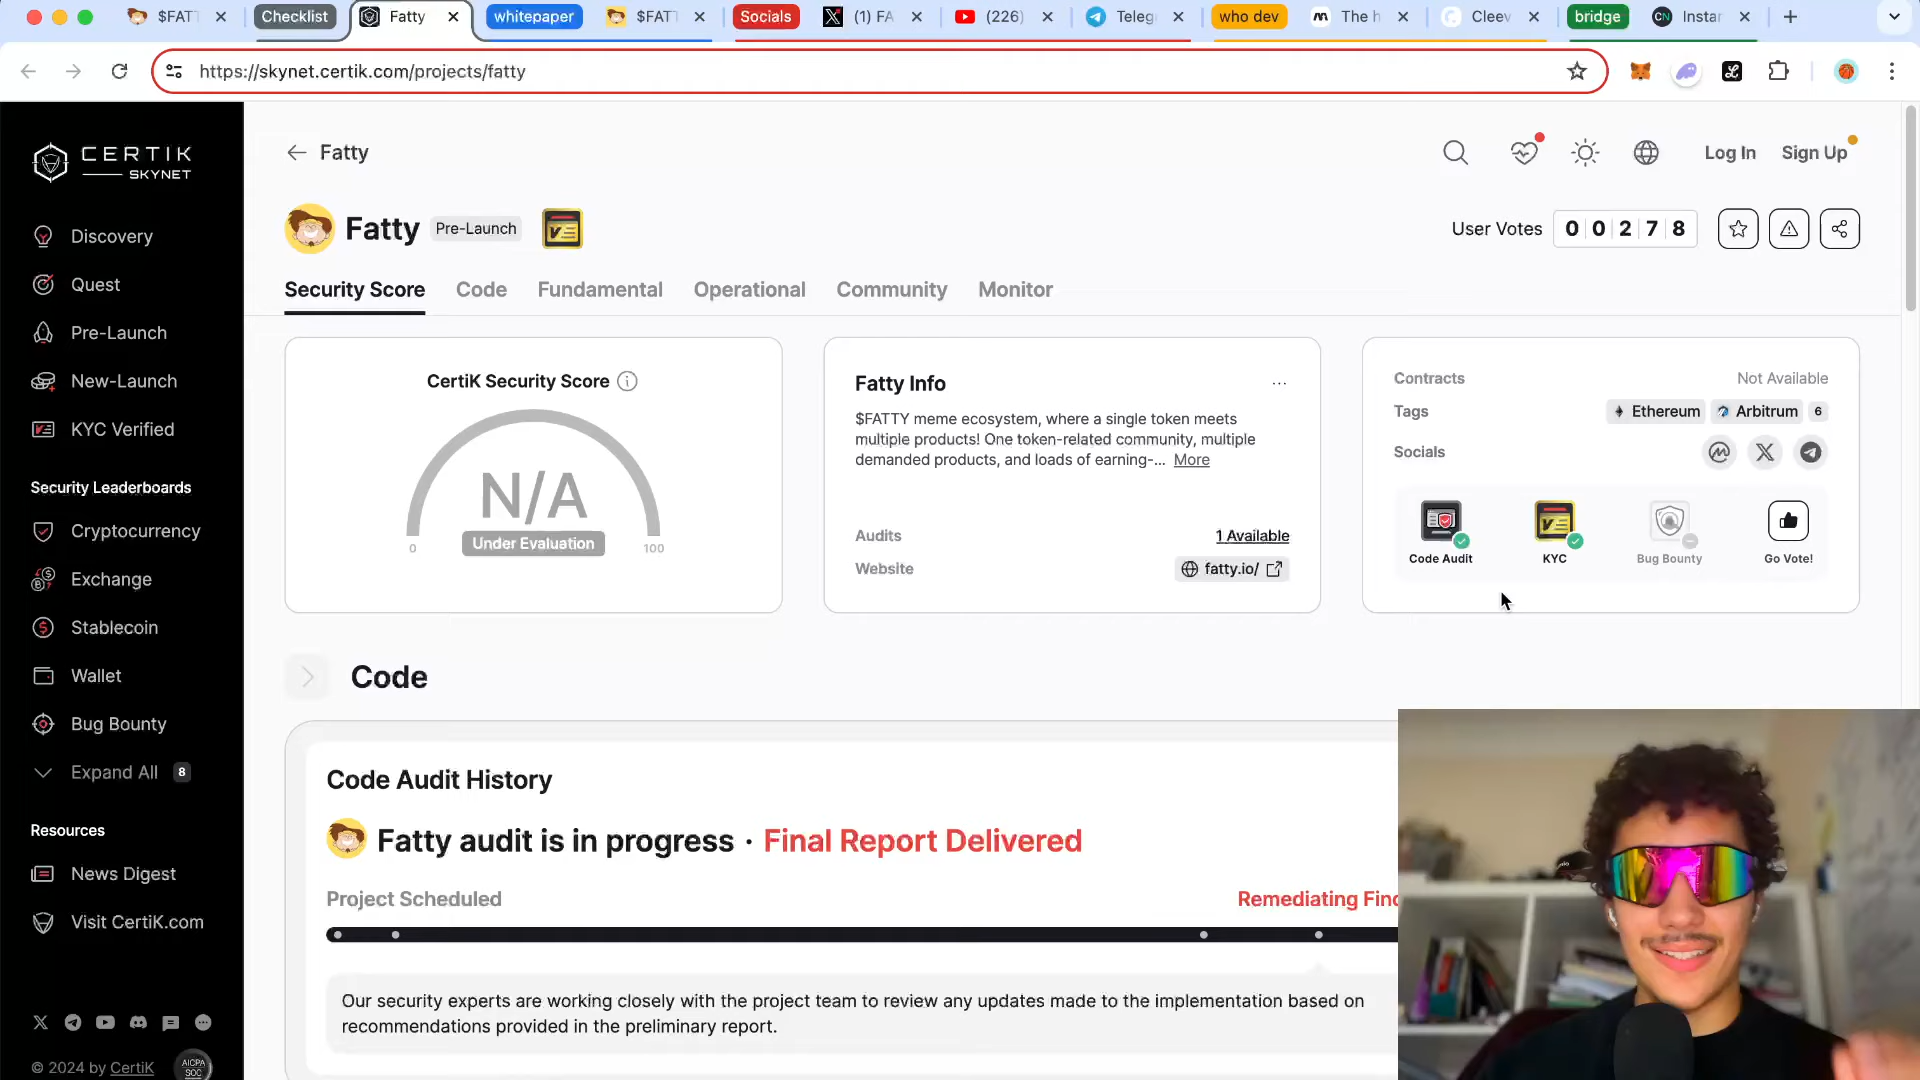 $FAT
Checklist
Fatty
whitepaper
$FAT
Socials
(1) FA
(226)
Teleg
who dev
The h
Cleev
bridge
CN
Instar
https://skynet.certik.com/projects/fatty
CERTIK
SKYNET
Fatty
Log In
Sign Up
Discovery
Quest
Pre-Launch
New-Launch
KYC Verified
Security Leaderboards
Cryptocurrency
Exchange
Stablecoin
Wallet
Bug Bounty
Expand All 8
Resources
News Digest
Visit CertiK.com
© 2024 by CertiK
AICPA
SOC
Fatty
Pre-Launch
User Votes
0 0 2 7 8
Security Score
Code
Fundamental
Operational
Community
Monitor
CertiK Security Score
N/A
Under Evaluation
0
100
Fatty Info
...
$FATTY meme ecosystem, where a single token meets
multiple products! One token-related community, multiple
demanded products, and loads of earning-... More
Audits
1 Available
Website
fatty.io/
Contracts
Not Available
Tags
Ethereum
Arbitrum
6
Socials
Code Audit
KYC
Bug Bounty
Go Vote!
Code
Code Audit History
Fatty audit is in progress · Final Report Delivered
Project Scheduled
Remediating Finc
Our security experts are working closely with the project team to review any updates made to the implementation based on
recommendations provided in the preliminary report.